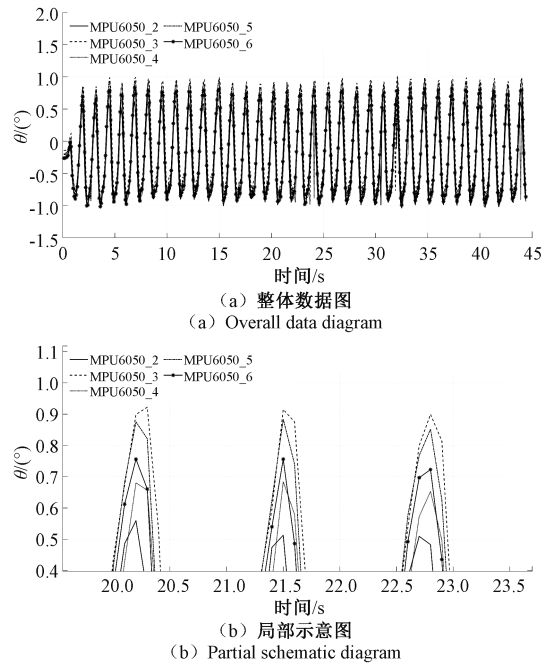 2.0
MPU6050_2 MPU6050_5
MPU6050_3 MPU6050_6
MPU6050_4
1.5
1.0
0.5
0
-0.5
-1.0
-1.5
θ/(°)
0 5 10 15 20 25 30 35 40 45
时间/s
（a）整体数据图
（a）Overall data diagram
1.1
MPU6050_2 MPU6050_5
MPU6050_3 MPU6050_6
MPU6050_4
1.0
0.9
0.8
0.7
0.6
0.5
0.4
θ/(°)
20.0 20.5 21.0 21.5 22.0 22.5 23.0 23.5
时间/s
（b）局部示意图
（b）Partial schematic diagram